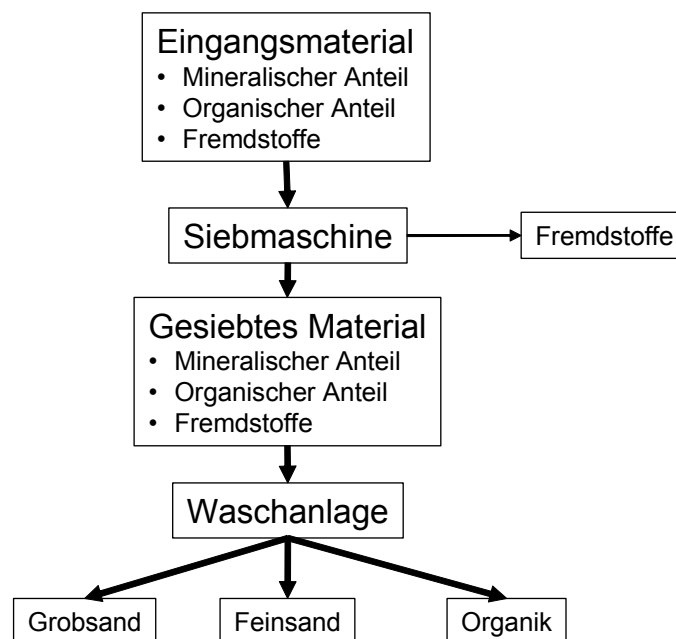 Eingangsmaterial
• Mineralischer Anteil
• Organischer Anteil
• Fremdstoffe
Siebmaschine
Fremdstoffe
Gesiebtes Material
• Mineralischer Anteil
• Organischer Anteil
• Fremdstoffe
Waschanlage
Grobsand
Feinsand
Organik